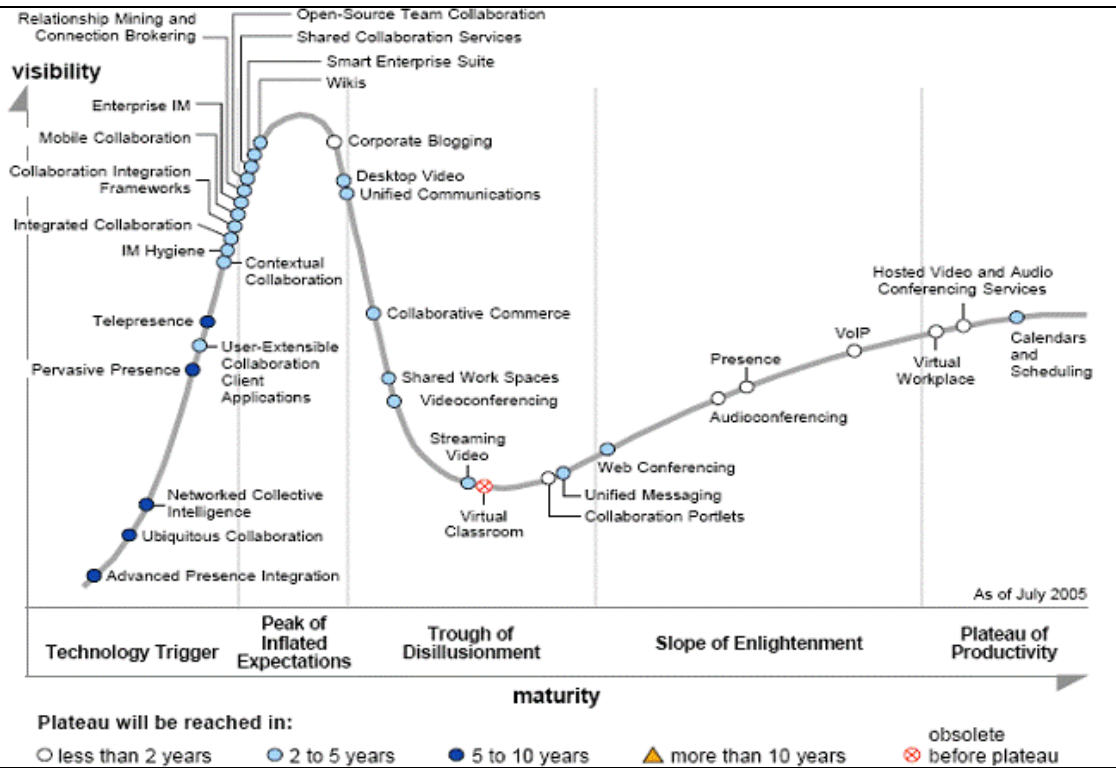 Relationship Mining and
Connection Brokering
Open-Source Team Collaboration
Shared Collaboration Services
Smart Enterprise Suite
Wikis
visibility
Enterprise IM
Mobile Collaboration
Collaboration Integration
Frameworks
Integrated Collaboration
IM Hygiene
Contextual
Collaboration
Telepresence
User-Extensible
Collaboration
Client
Applications
Pervasive Presence
Networked Collective
Intelligence
Ubiquitous Collaboration
Advanced Presence Integration
Corporate Blogging
Desktop Video
Unified Communications
Collaborative Commerce
Shared Work Spaces
Videoconferencing
Streaming
Video
Virtual
Classroom
Web Conferencing
Unified Messaging
Collaboration Portlets
Presence
Audioconferencing
VoIP
Hosted Video and Audio
Conferencing Services
Virtual
Workplace
Calendars
and
Scheduling
As of July 2005
Technology Trigger
Peak of
Inflated
Expectations
Trough of
Disillusionment
Slope of Enlightenment
Plateau of
Productivity
maturity
Plateau will be reached in:
less than 2 years
2 to 5 years
5 to 10 years
more than 10 years
obsolete
before plateau